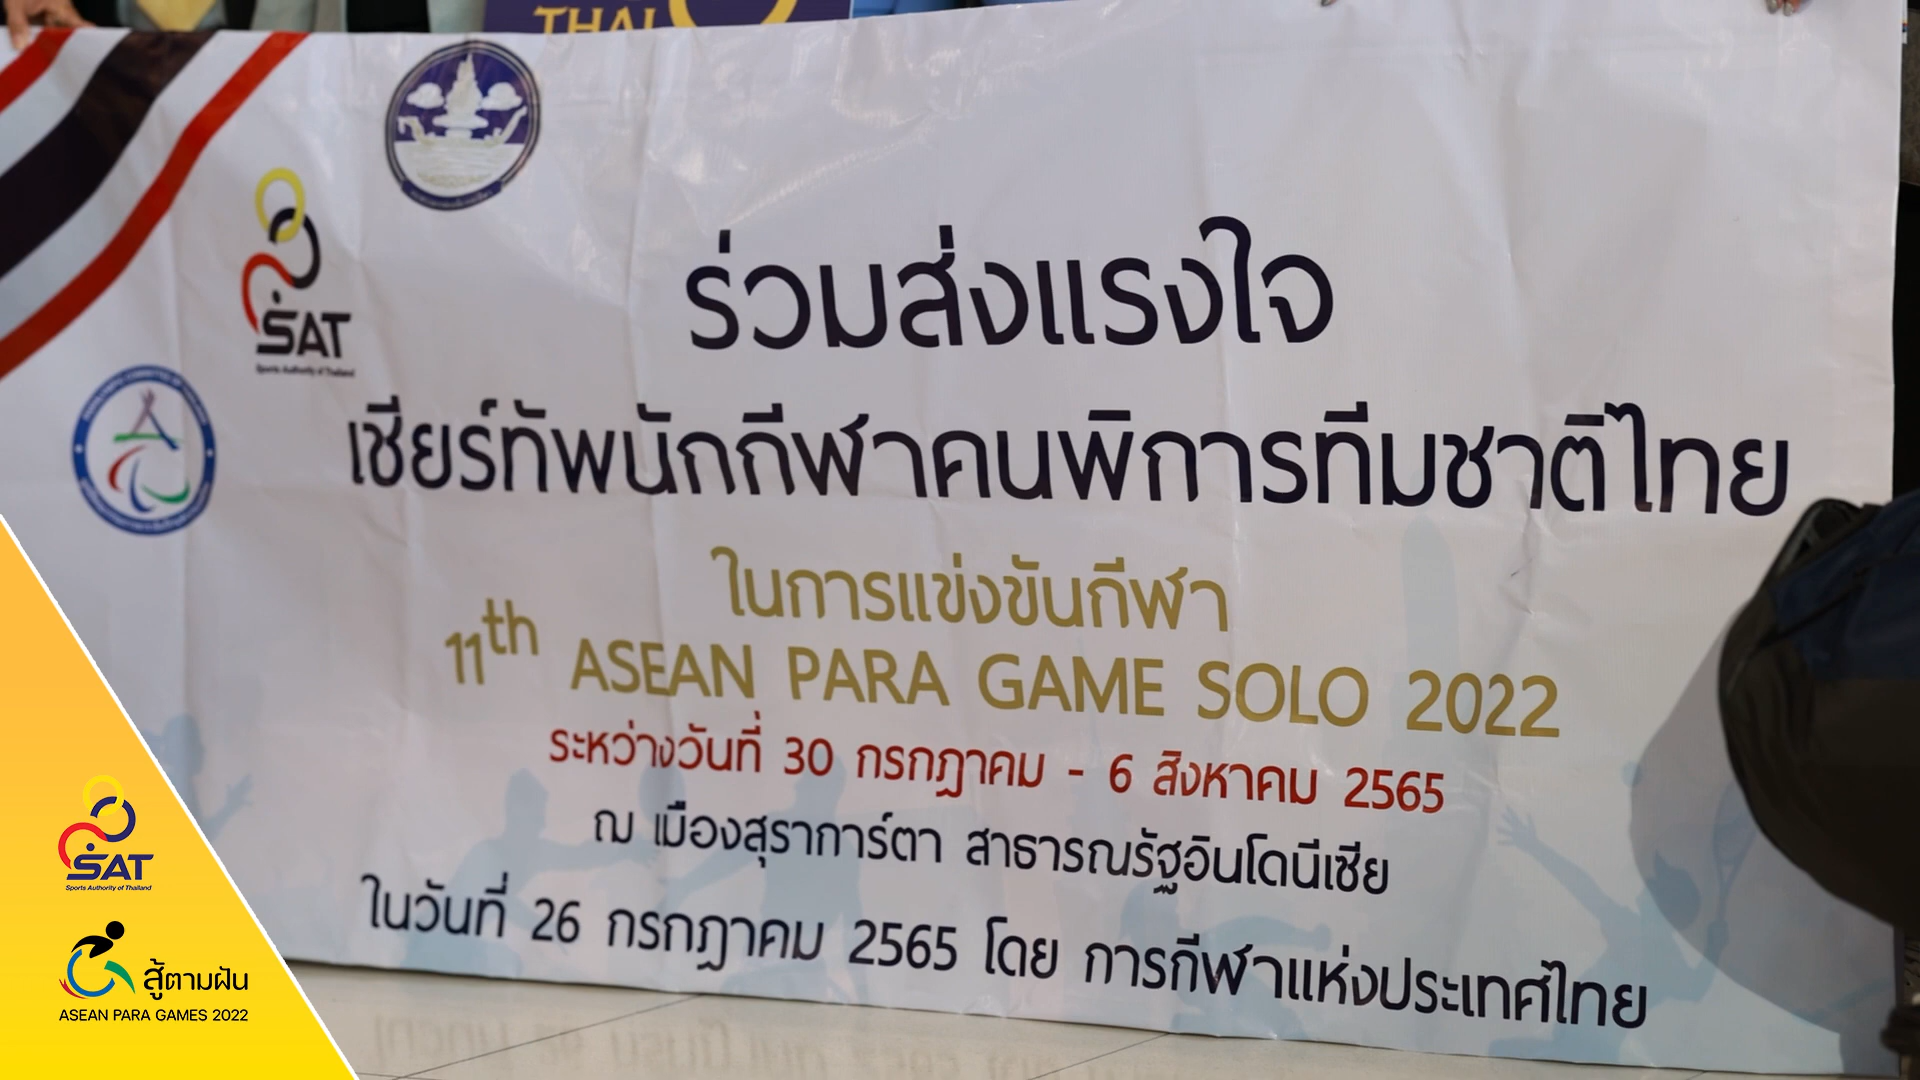 THAI
SAT
Sports Authority of Thailand
ร่วมส่งแรงใจ
เชียร์ทัพนักกีฬาคนพิการทีมชาติไทย
ในการแข่งขันกีฬา
11th ASEAN PARA GAME SOLO 2022
ระหว่างวันที่ 30 กรกฎาคม - 6 สิงหาคม 2565
ณ เมืองสุราการ์ตา สาธารณรัฐอินโดนีเซีย
ในวันที่ 26 กรกฎาคม 2565 โดย การกีฬาแห่งประเทศไทย
SAT
Sports Authority of Thailand
สู้ตามฝัน
ASEAN PARA GAMES 2022